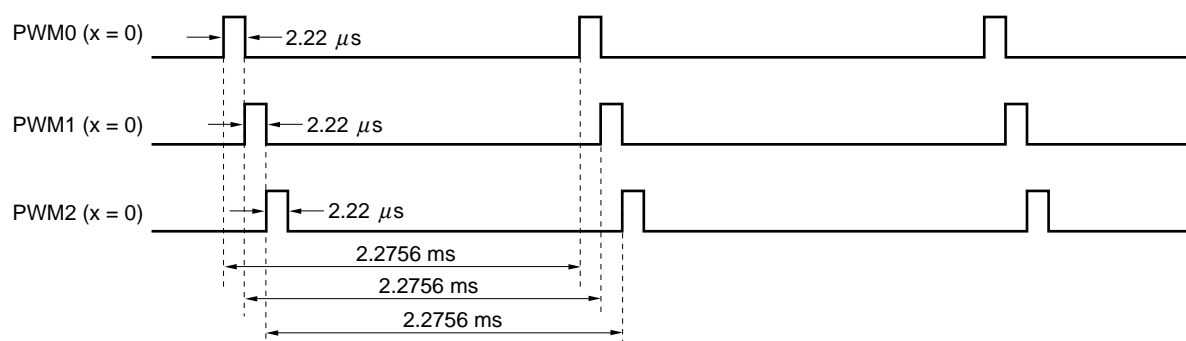 PWM0 (x = 0)
2.22 μs
PWM1 (x = 0)
2.22 μs
PWM2 (x = 0)
2.22 μs
2.2756 ms
2.2756 ms
2.2756 ms